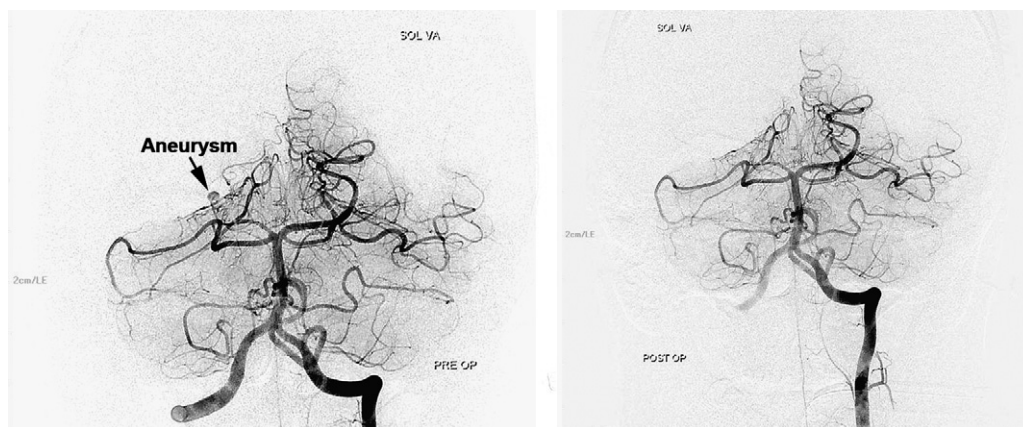 SOL VA
Aneurysm
2cm/LE
PRE OP
SOL VA
2cm/LE
POST OP